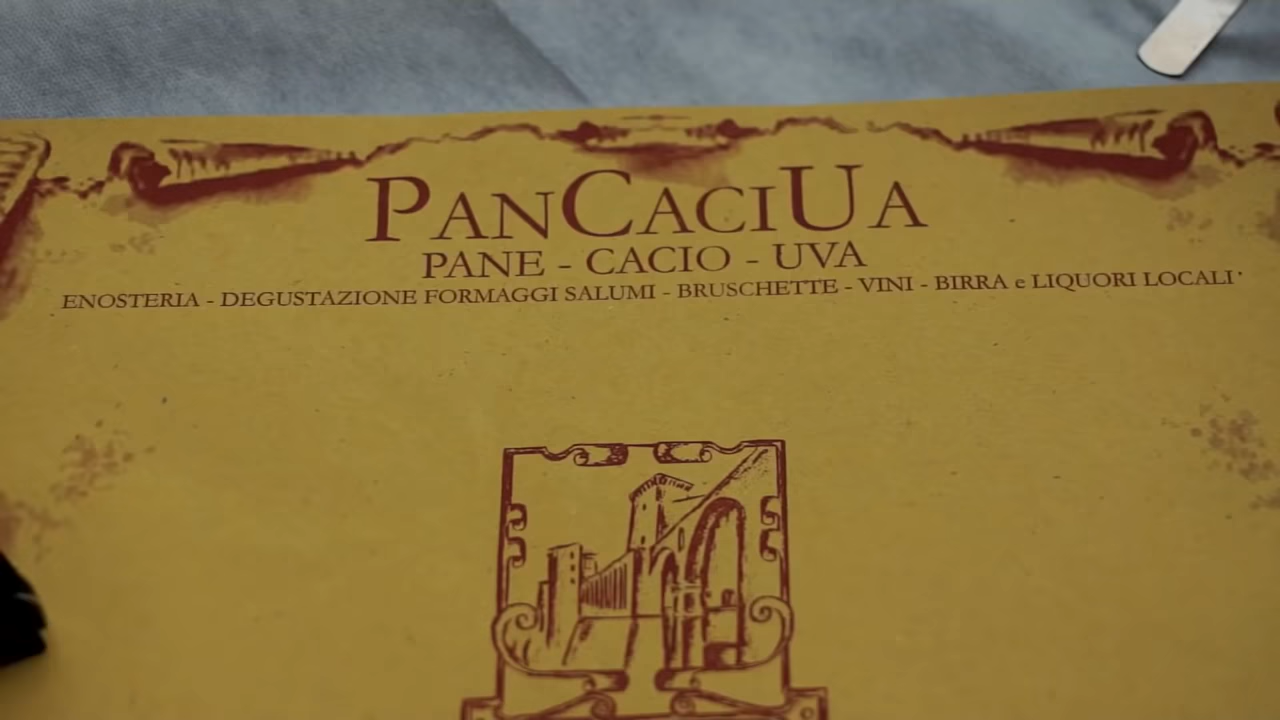 PANCACIUA
PANE - CACIO - UVA
ENOSTERIA - DEGUSTAZIONE FORMAGGI SALUMI - BRUSCHETTE - VINI - BIRRA e LIQUORI LOCALI'